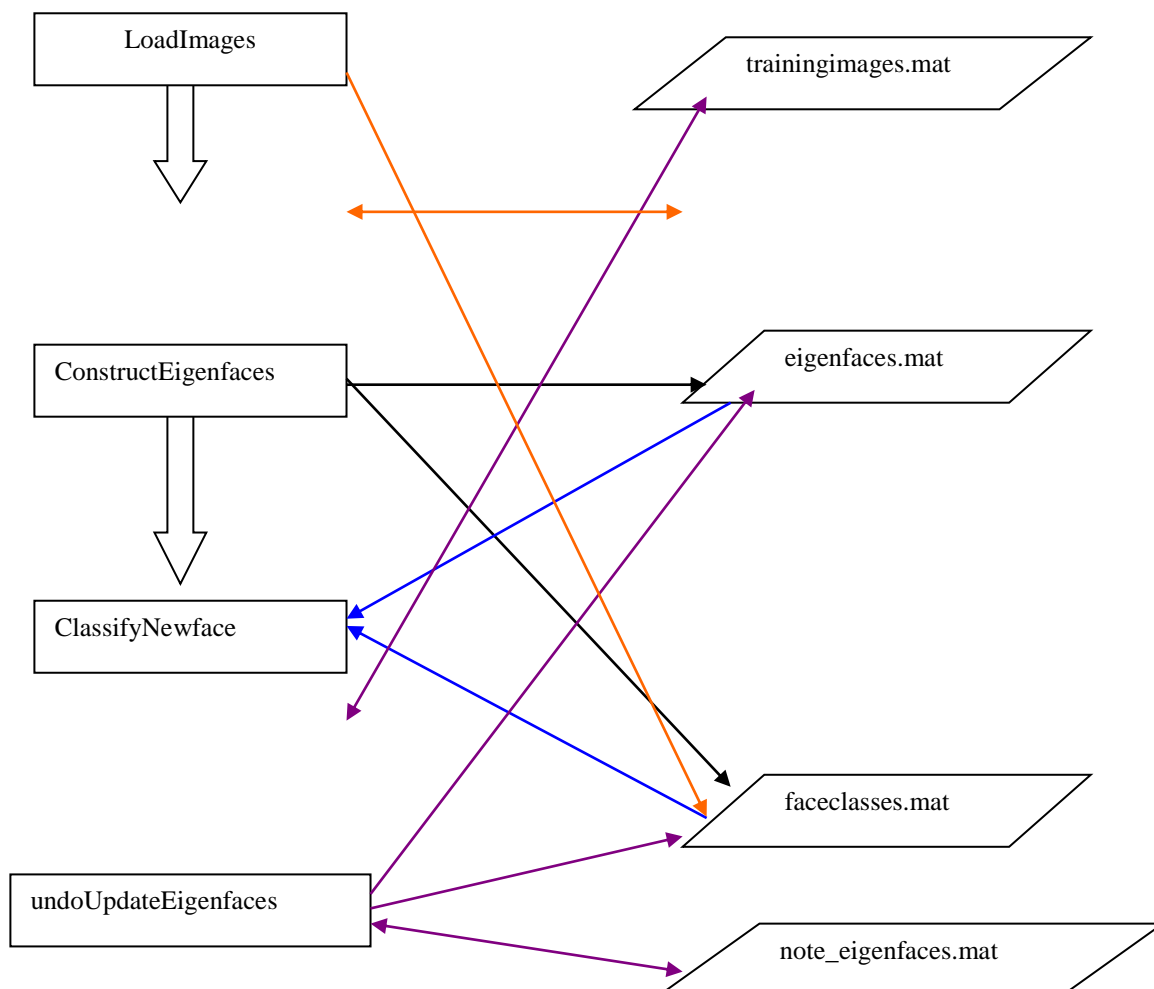 LoadImages
trainingimages.mat
ConstructEigenfaces
eigenfaces.mat
ClassifyNewface
faceclasses.mat
undoUpdateEigenfaces
note_eigenfaces.mat